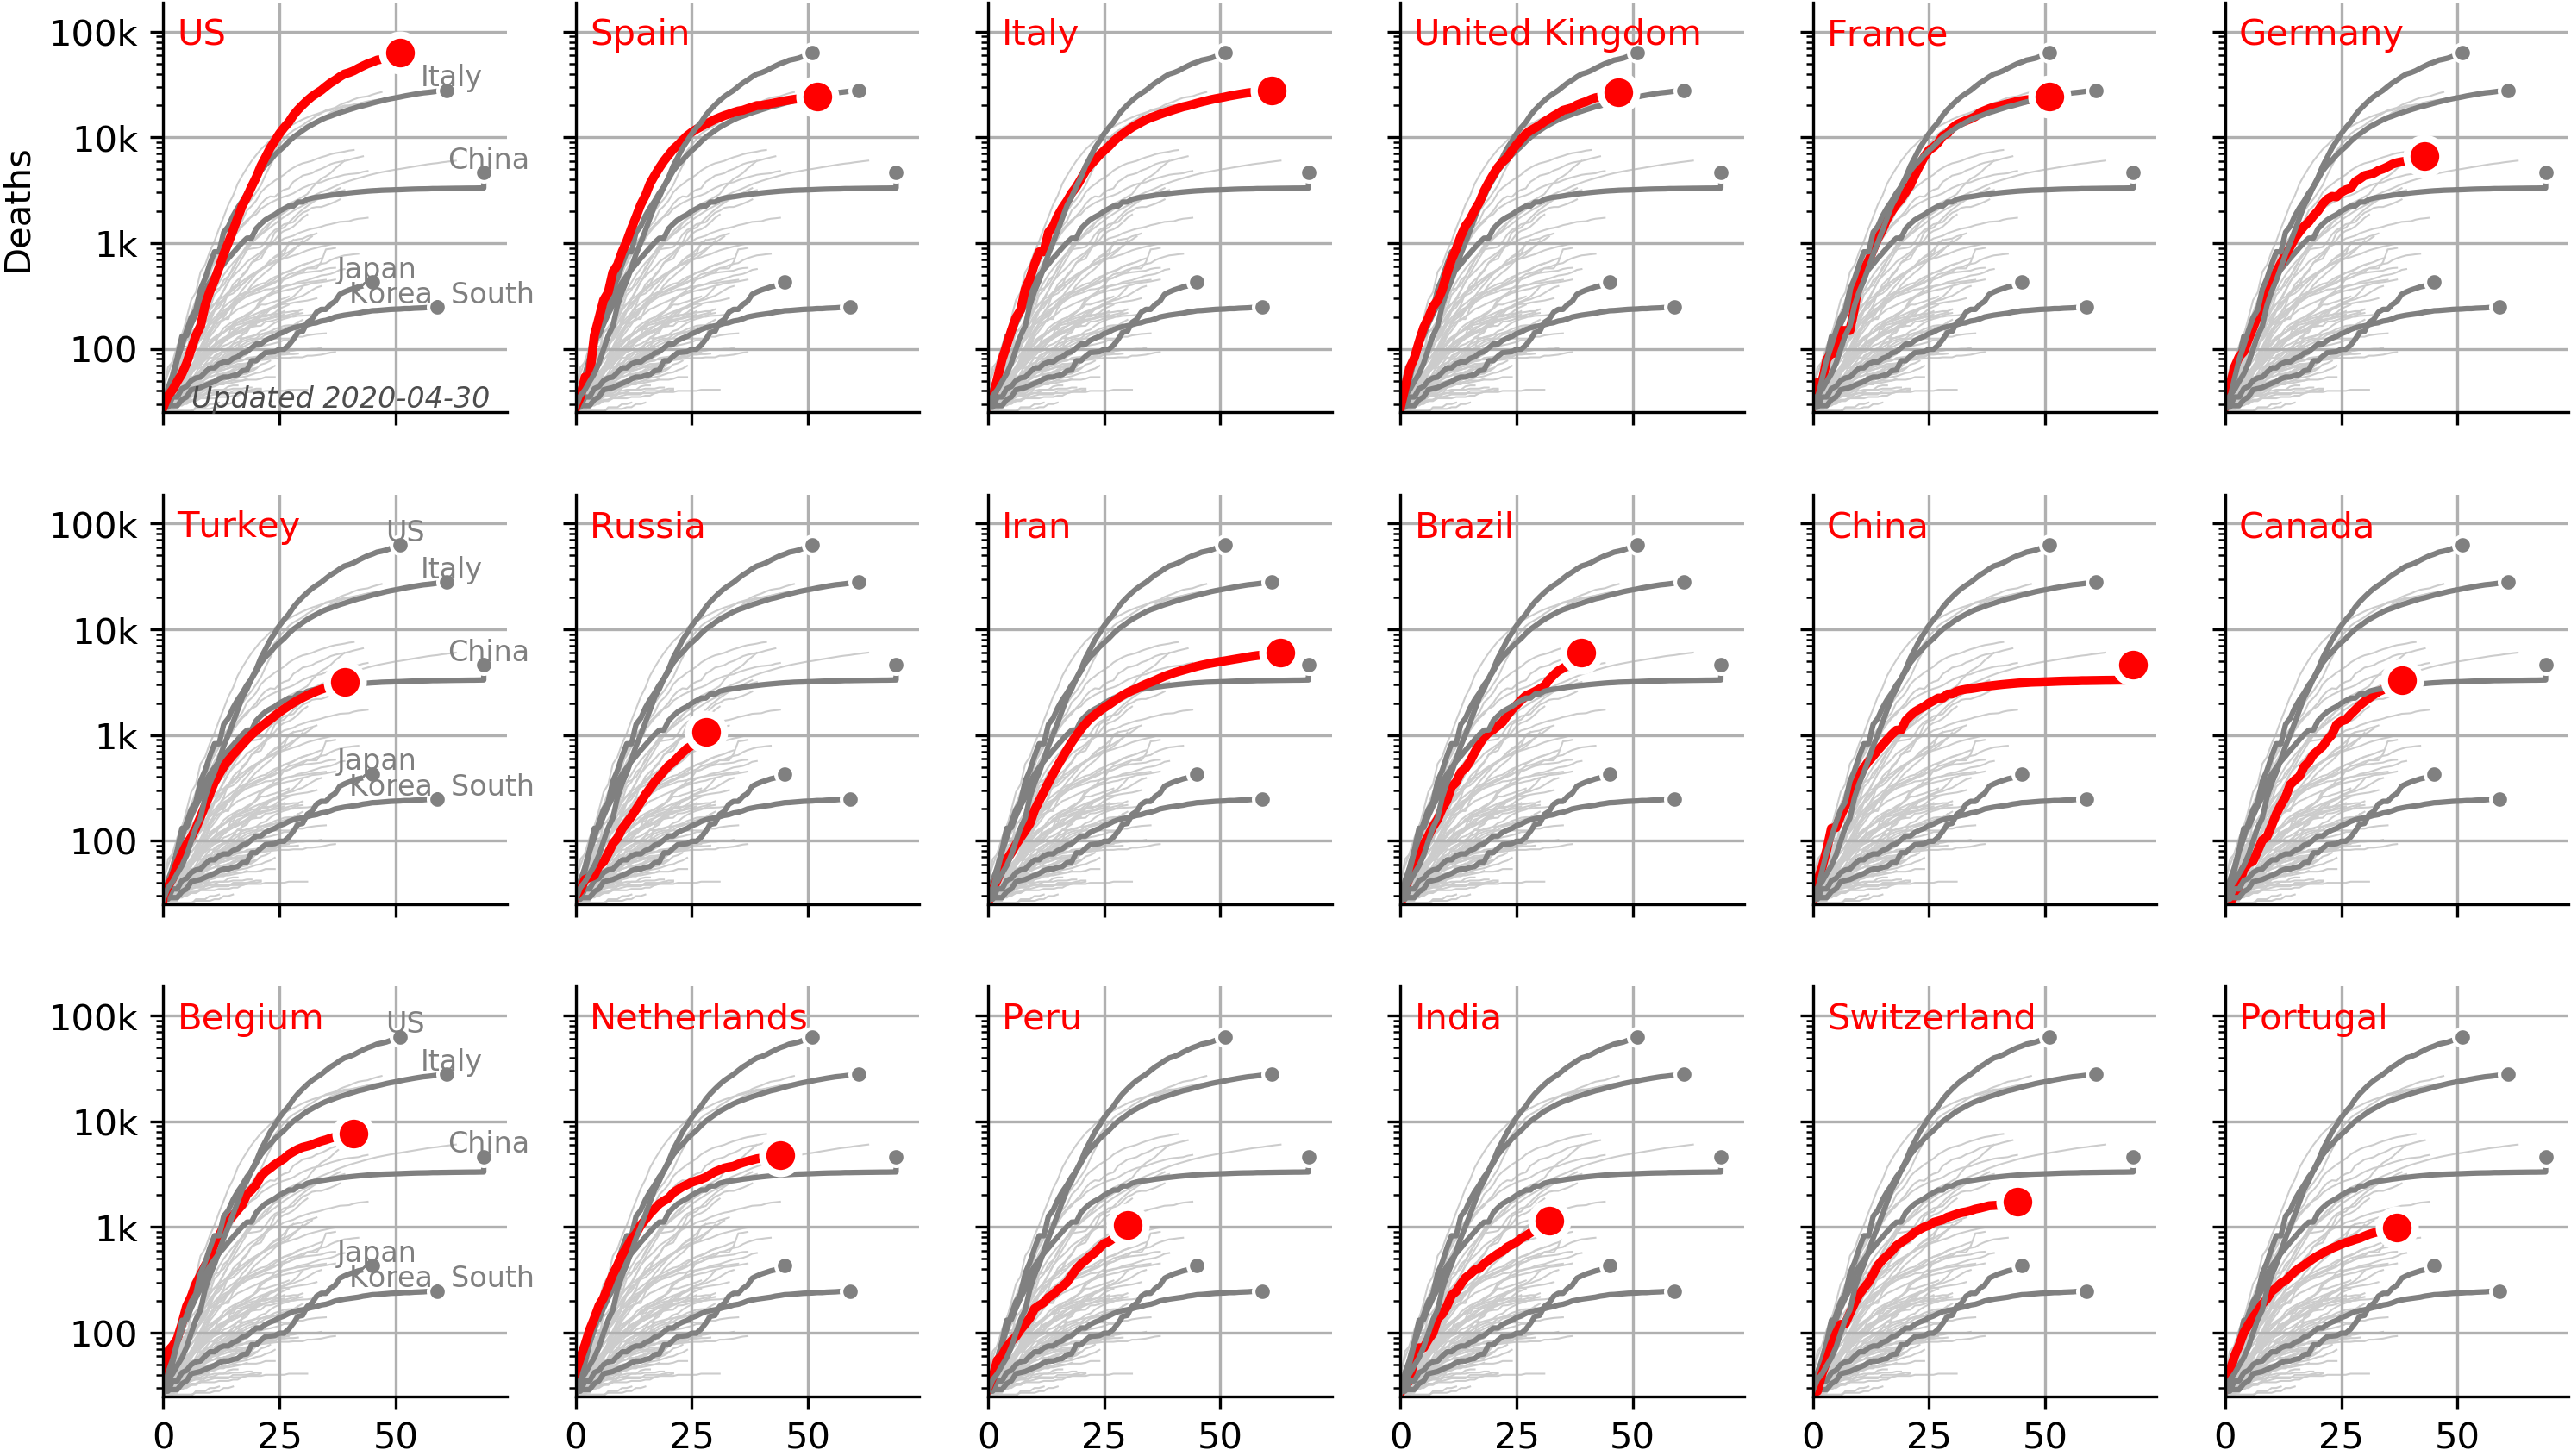 Deaths
100k
10k
1k
100
US
Italy
China
Japan
Korea, South
Updated 2020-04-30
Spain
Italy
United Kingdom
France
Germany
100k
10k
1k
100
Turkey
US
Italy
China
Japan
Korea, South
Russia
Iran
Brazil
China
Canada
100k
10k
1k
100
Belgium
US
Italy
China
Japan
Korea, South
Netherlands
Peru
India
Switzerland
Portugal
0 25 50
0 25 50
0 25 50
0 25 50
0 25 50
0 25 50